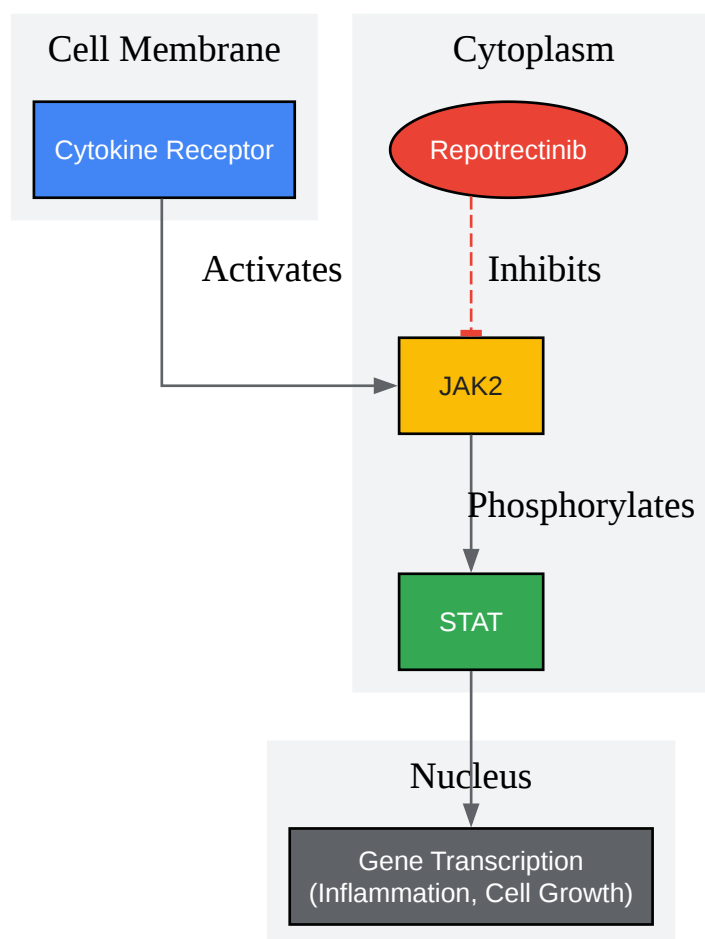 Cell Membrane
Cytoplasm
Cytokine Receptor
Repotrectinib
Activates
Inhibits
JAK2
Phosphorylates
STAT
Nucleus
Gene Transcription
(Inflammation, Cell Growth)